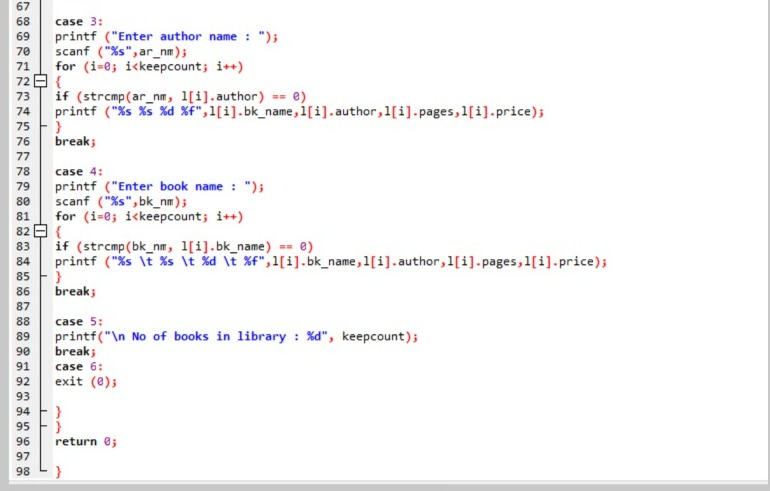 67
68 case 3:
69 printf ("Enter author name : ");
70 scanf ("%s",ar_nm);
71 for (i=0; i<keepcount; i++)
72 {
73 if (strcmp(ar_nm, l[i].author) == 0)
74 printf ("%s %s %d %f",l[i].bk_name,l[i].author,l[i].pages,l[i].price);
75 }
76 break;
77
78 case 4:
79 printf ("Enter book name : ");
80 scanf ("%s",bk_nm);
81 for (i=0; i<keepcount; i++)
82 {
83 if (strcmp(bk_nm, l[i].bk_name) == 0)
84 printf ("%s \t %s \t %d \t %f",l[i].bk_name,l[i].author,l[i].pages,l[i].price);
85 }
86 break;
87
88 case 5:
89 printf("\n No of books in library : %d", keepcount);
90 break;
91 case 6:
92 exit (0);
93
94 }
95 }
96 return 0;
97
98 }